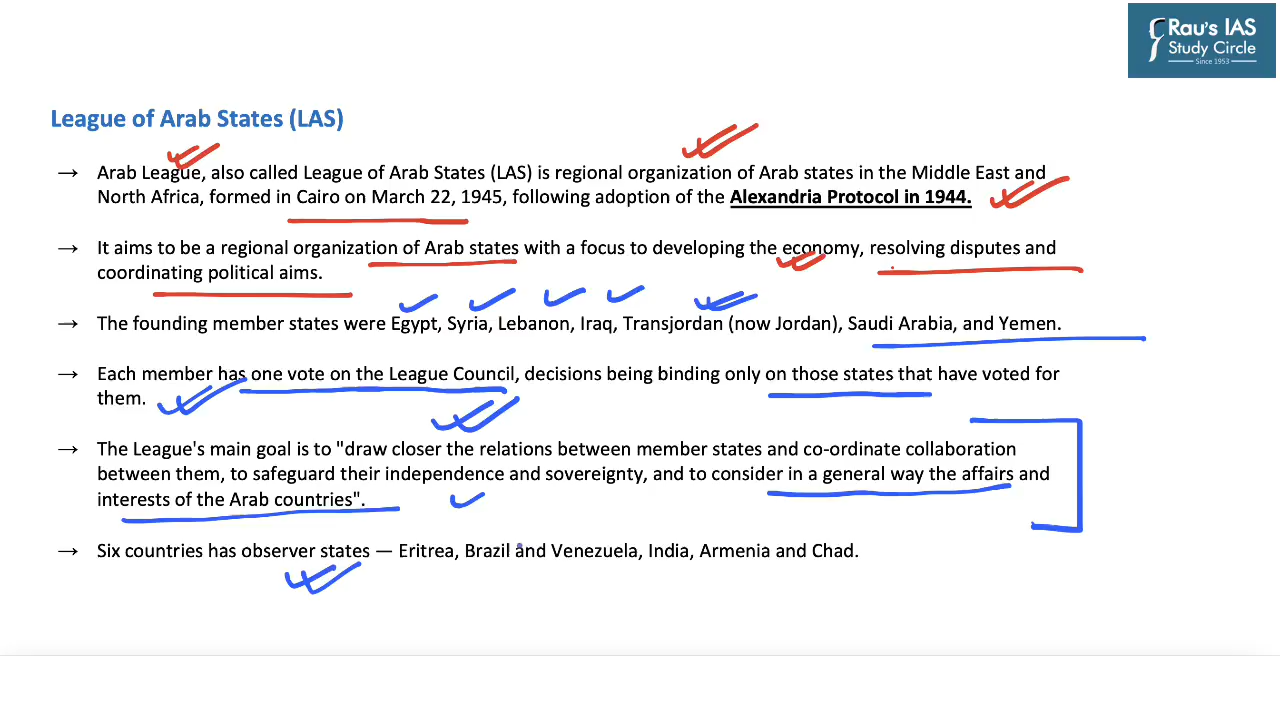 Rau's IAS
Study Circle
Since 1953
League of Arab States (LAS)
→ Arab League, also called League of Arab States (LAS) is regional organization of Arab states in the Middle East and
North Africa, formed in Cairo on March 22, 1945, following adoption of the Alexandria Protocol in 1944.
→ It aims to be a regional organization of Arab states with a focus to developing the economy, resolving disputes and
coordinating political aims.
→ The founding member states were Egypt, Syria, Lebanon, Iraq, Transjordan (now Jordan), Saudi Arabia, and Yemen.
→ Each member has one vote on the League Council, decisions being binding only on those states that have voted for
them.
→ The League's main goal is to "draw closer the relations between member states and co-ordinate collaboration
between them, to safeguard their independence and sovereignty, and to consider in a general way the affairs and
interests of the Arab countries".
→ Six countries has observer states — Eritrea, Brazil and Venezuela, India, Armenia and Chad.